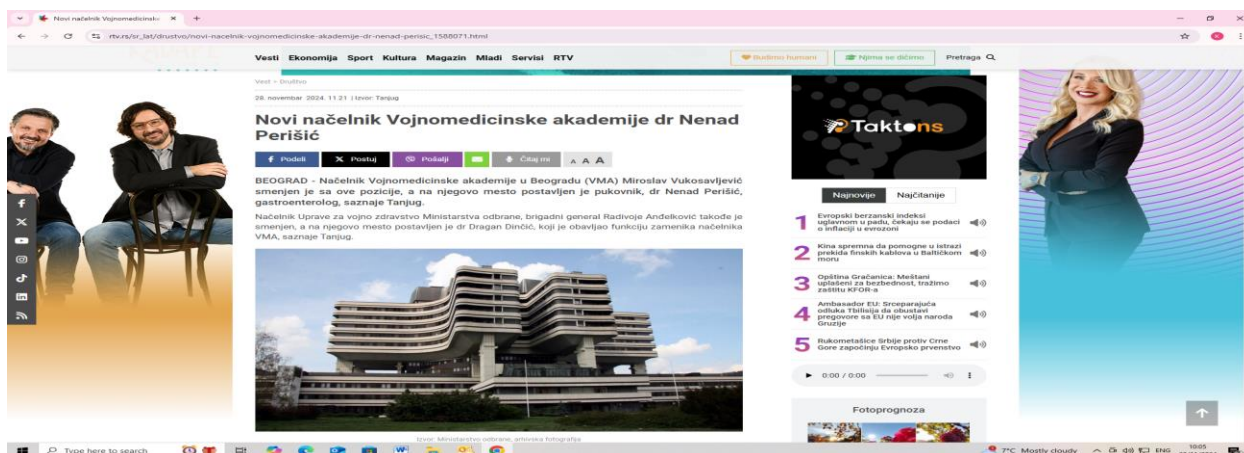 Novi načelnik Vojnomedicinske
rtv.rs/sr_lat/drustvo/novi-nacelnik-vojnomedicinske-akademije-dr-nenad-perisic_1588071.html
Vesti Ekonomija Sport Kultura Magazin Mladi Servisi RTV
Budimo humani
Njima se dičimo
Pretraga
Vest > Društvo
28. novembar 2024. 11:21 | Izvor: Tanjug
Novi načelnik Vojnomedicinske akademije dr Nenad
Perišić
Podeli
Postuj
Pošalji
Čitaj mi
A A A
BEOGRAD - Načelnik Vojnomedicinske akademije u Beogradu (VMA) Miroslav Vukosavljević
smenjen je sa ove pozicije, a na njegovo mesto postavljen je pukovnik, dr Nenad Perišić,
gastroenterolog, saznaje Tanjug.
Načelnik Uprave za vojno zdravstvo Ministarstva odbrane, brigadni general Radivoje Anđelković takođe je
smenjen, a na njegovo mesto postavljen je dr Dragan Dinčić, koji je obavljao funkciju zamenika načelnika
VMA, saznaje Tanjug.
Izvor: Ministarstvo odbrane, arhivska fotografija
Taktons
Najnovije
Najčitanije
1
Evropski berzanski indeksi
uglavnom u padu, čekaju se podaci
o inflaciji u evrozoni
2
Kina spremna da pomogne u istrazi
prekida finskih kablova u Baltičkom
moru
3
Opština Gračanica: Meštani
uplašeni za bezbednost, tražimo
zaštitu KFOR-a
4
Ambasador EU: Srceparajuća
odluka Tbilisija da obustavi
pregovore sa EU nije volja naroda
Gruzije
5
Rukometašice Srbije protiv Crne
Gore započinju Evropsko prvenstvo
0:00 / 0:00
Fotoprognoza
Type here to search
7°C Mostly cloudy
ENG
10:05